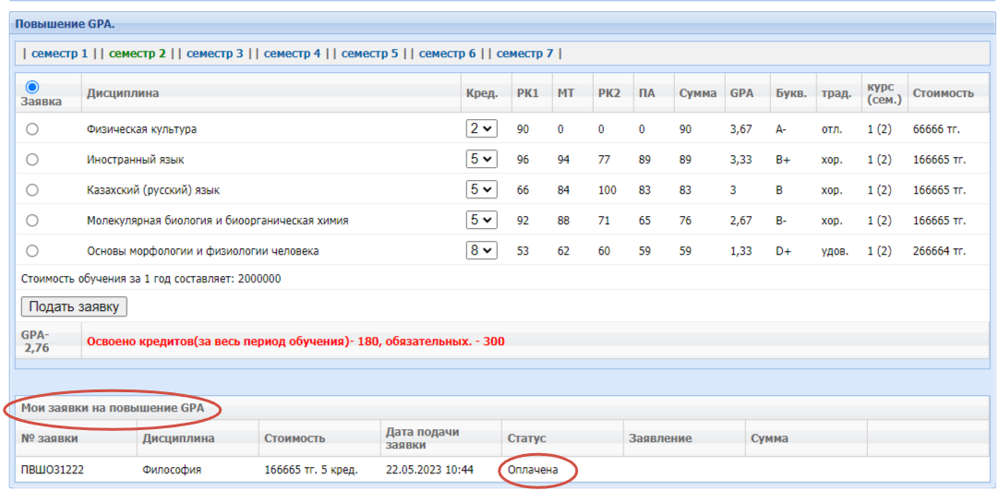 Повышение GPA.
| семестр 1 | | семестр 2 | | семестр 3 | | семестр 4 | | семестр 5 | | семестр 6 | | семестр 7 |
Заявка Дисциплина Кред. РК1 МТ РК2 ПА Сумма GPA Букв. трад. курс (сем.) Стоимость
Физическая культура 2 90 0 0 0 90 3,67 A- отл. 1 (2) 66666 тг.
Иностранный язык 5 96 94 77 89 89 3,33 B+ хор. 1 (2) 166665 тг.
Казахский (русский) язык 5 66 84 100 83 83 3 B хор. 1 (2) 166665 тг.
Молекулярная биология и биоорганическая химия 5 92 88 71 65 76 2,67 B- хор. 1 (2) 166665 тг.
Основы морфологии и физиологии человека 8 53 62 60 59 59 1,33 D+ удов. 1 (2) 266664 тг.
Стоимость обучения за 1 год составляет: 2000000
Подать заявку
GPA- 2,76 Освоено кредитов(за весь период обучения)- 180, обязательных. - 300
Мои заявки на повышение GPA
№ заявки Дисциплина Стоимость Дата подачи заявки Статус Заявление Сумма
ПВШО31222 Философия 166665 тг. 5 кред. 22.05.2023 10:44 Оплачена